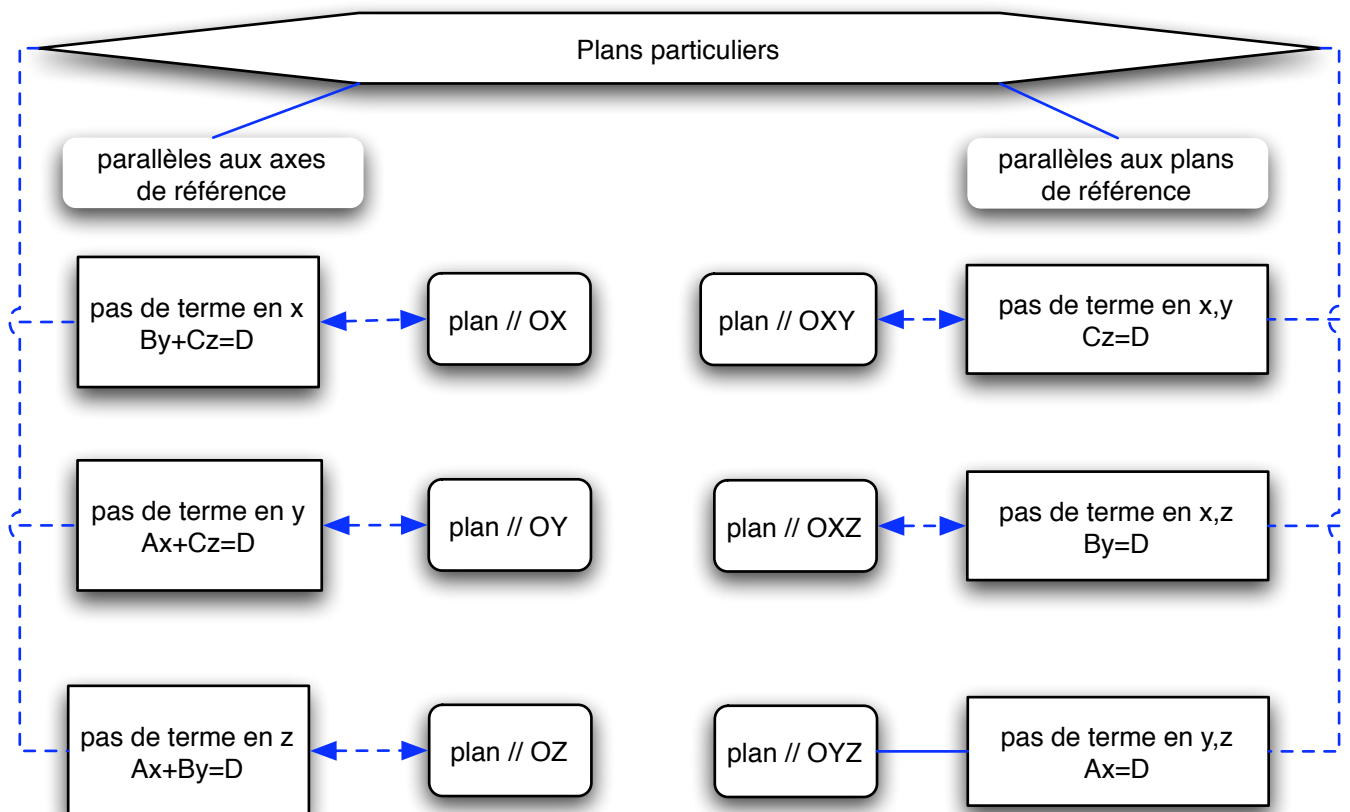 Plans particuliers
parallèles aux axes
de référence
parallèles aux plans
de référence
pas de terme en x
By+Cz=D
plan // OX
plan // OXY
pas de terme en x,y
Cz=D
pas de terme en y
Ax+Cz=D
plan // OY
plan // OXZ
pas de terme en x,z
By=D
pas de terme en z
Ax+By=D
plan // OZ
plan // OYZ
pas de terme en y,z
Ax=D